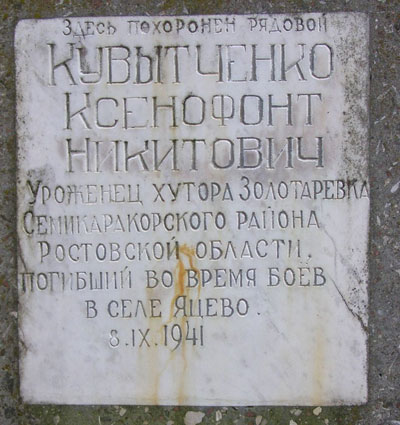 Здесь похоронен рядовой
Кувытченко
Ксенофонт
Никитович
Уроженец хутора Золотаревка
Семикаракорского района
Ростовской области.
погибший во время боев
в селе Яцево.
8.IX.1941